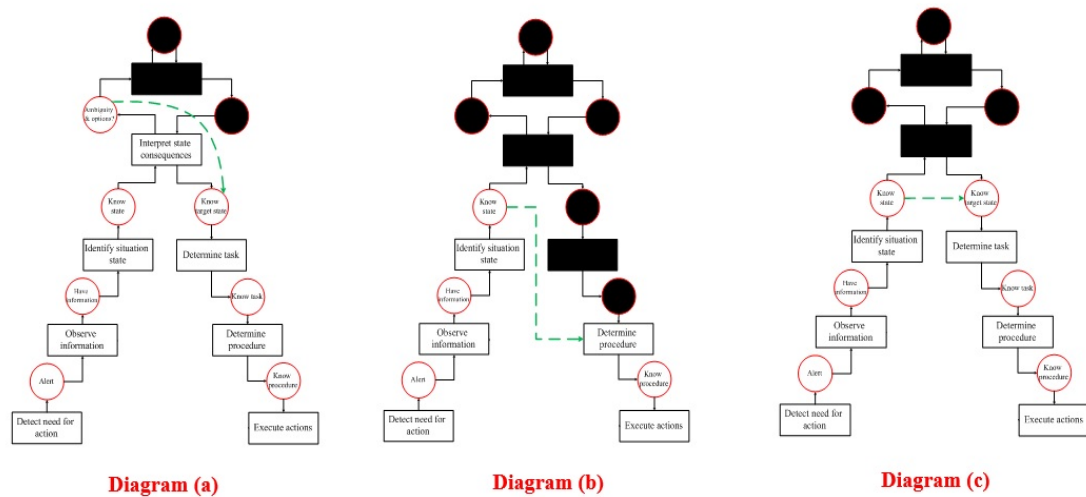 Ambiguity
& options?
Interpret state
consequences
Know
state
Know
target state
Identify situation
state
Determine task
Have
information
Know task
Observe
information
Determine
procedure
Alert
Know
procedure
Detect need for
action
Execute actions
Diagram (a)
Know
state
Identify situation
state
Have
information
Observe
information
Determine
procedure
Alert
Know
procedure
Detect need for
action
Execute actions
Diagram (b)
Know
state
Know
target state
Identify situation
state
Determine task
Have
information
Know task
Observe
information
Determine
procedure
Alert
Know
procedure
Detect need for
action
Execute actions
Diagram (c)